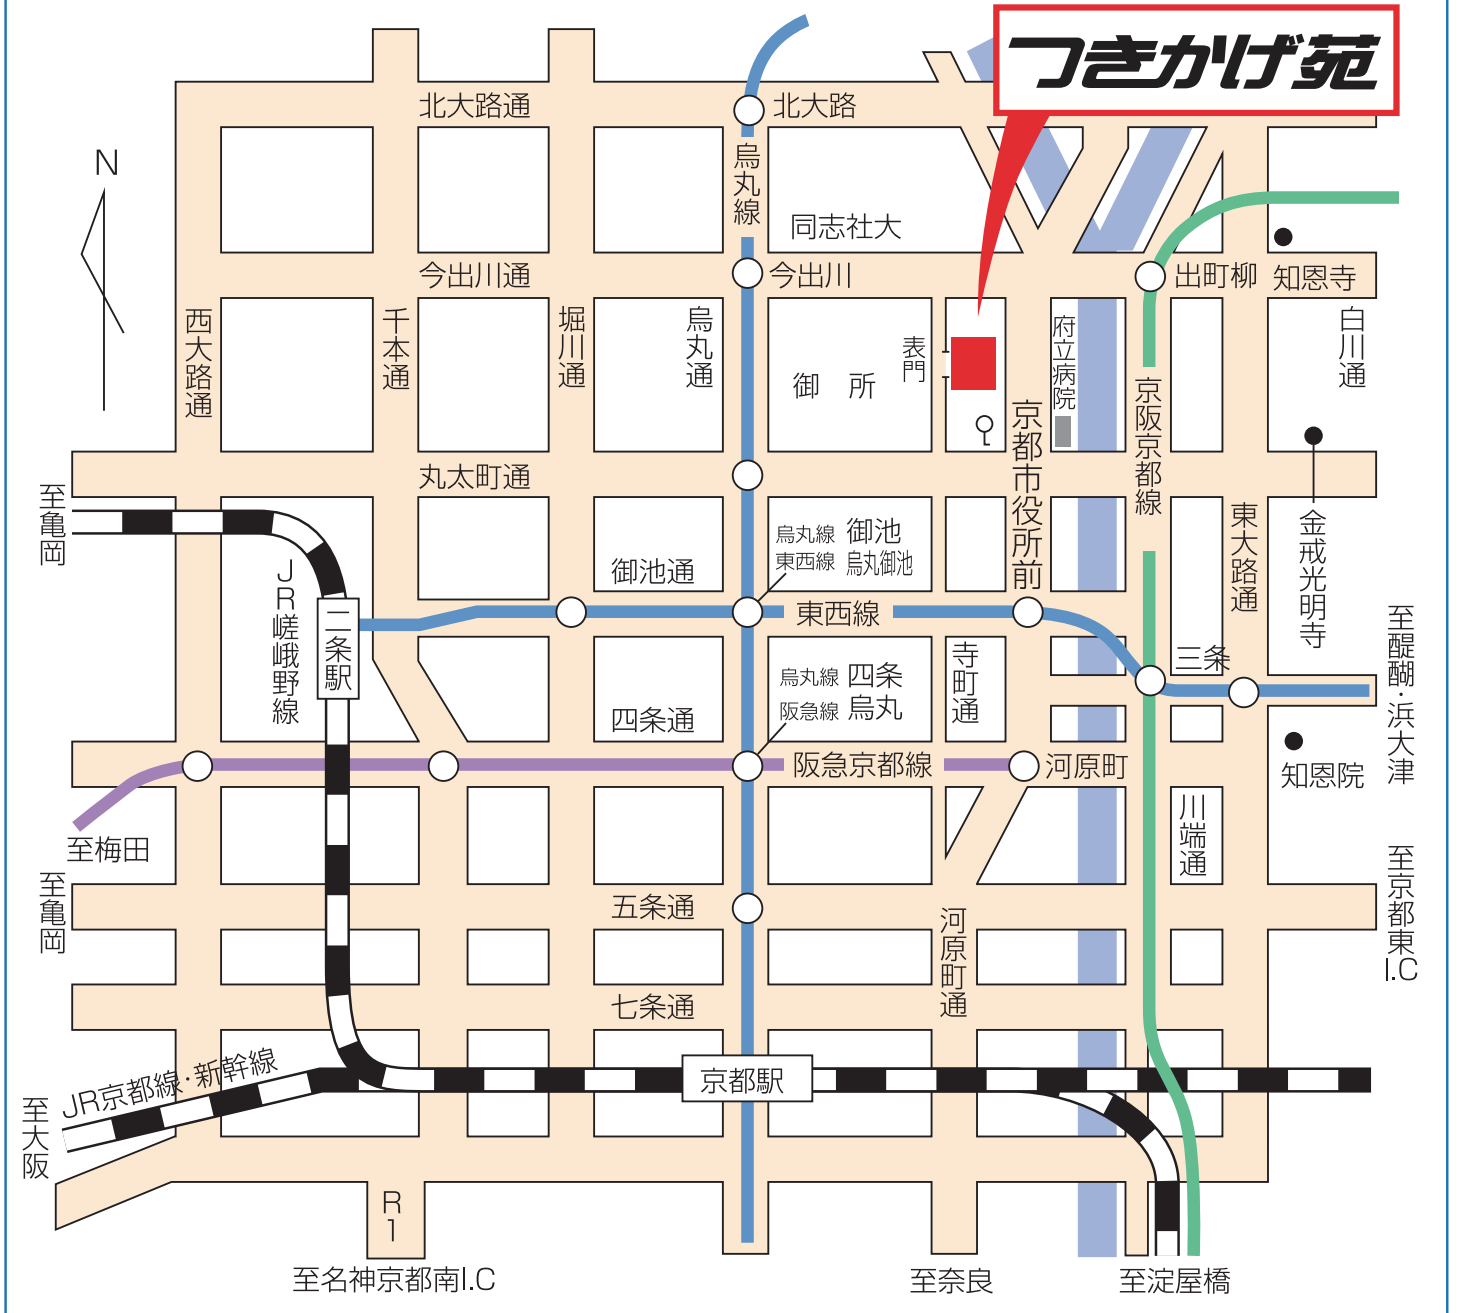 つきかげ苑
北大路通
北大路
N
烏丸線
同志社大
今出川通
今出川
出町柳
知恩寺
西大路通
千本通
堀川通
烏丸通
御 所
表門
府立病院
京阪京都線
白川通
京都市役所前
丸太町通
至亀岡
東大路通
金戒光明寺
烏丸線 御池
東西線 烏丸御池
御池通
JR嵯峨野線
二条駅
東西線
至醍醐・浜大津
三条
寺町通
烏丸線 四条
阪急線 烏丸
四条通
阪急京都線
河原町
知恩院
至梅田
川端通
至亀岡
至京都東I.C
五条通
河原町通
七条通
JR京都線・新幹線
京都駅
至大阪
R1
至名神京都南I.C
至奈良
至淀屋橋